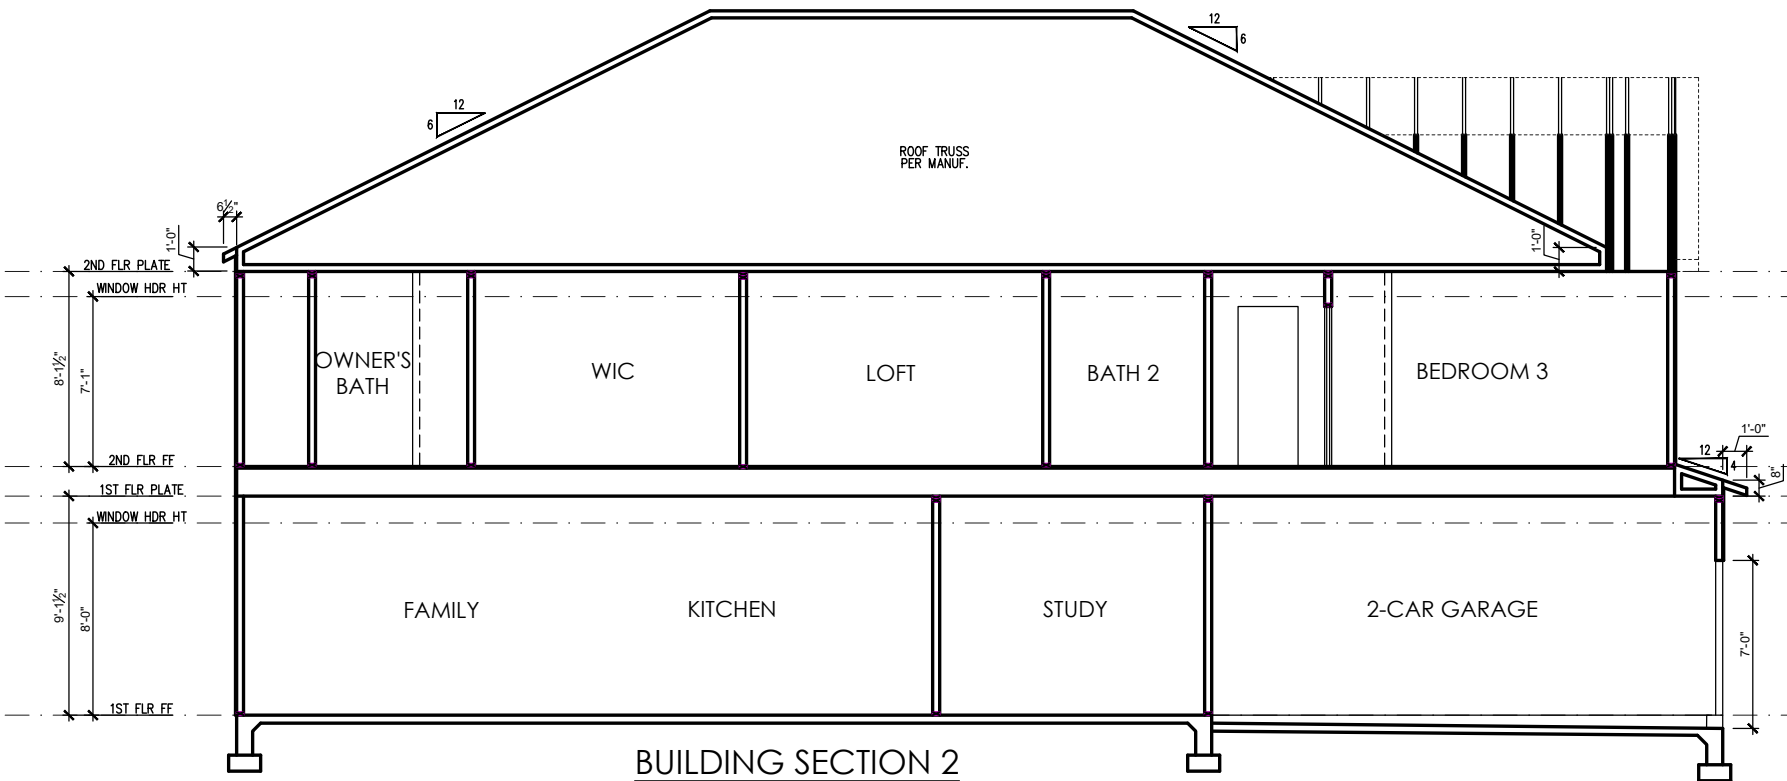 12
6
12
6
ROOF TRUSS
PER MANUF.
6½"
1'-0"
1'-0"
2ND FLR PLATE
WINDOW HDR HT
8'-1½"
7'-1"
OWNER'S
BATH
WIC
LOFT
BATH 2
BEDROOM 3
1'-0"
12
4
8"
2ND FLR FF
1ST FLR PLATE
WINDOW HDR HT
9'-1½"
8'-0"
FAMILY
KITCHEN
STUDY
2-CAR GARAGE
7'-0"
1ST FLR FF
BUILDING SECTION 2